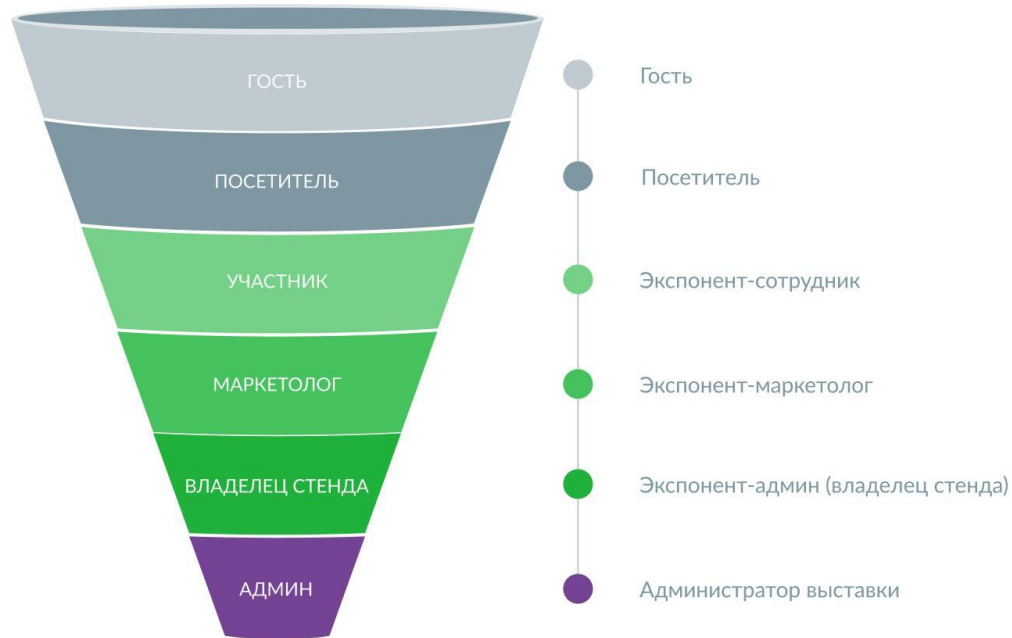 ГОСТЬ
Гость
ПОСЕТИТЕЛЬ
Посетитель
УЧАСТНИК
Экспонент-сотрудник
МАРКЕТОЛОГ
Экспонент-маркетолог
ВЛАДЕЛЕЦ СТЕНДА
Экспонент-админ (владелец стенда)
АДМИН
Администратор выставки